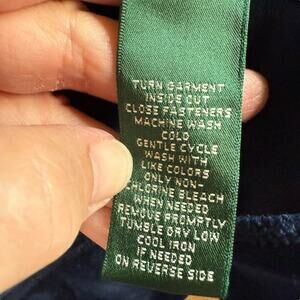 TURN GARMENT
INSIDE OUT
CLOSE FASTENERS
MACHINE WASH
COLD
GENTLE CYCLE
WASH WITH
LIKE COLORS
ONLY NON-
CHLORINE BLEACH
WHEN NEEDED
REMOVE PROMPTLY
TUMBLE DRY LOW
COOL IRON
IF NEEDED
ON REVERSE SIDE